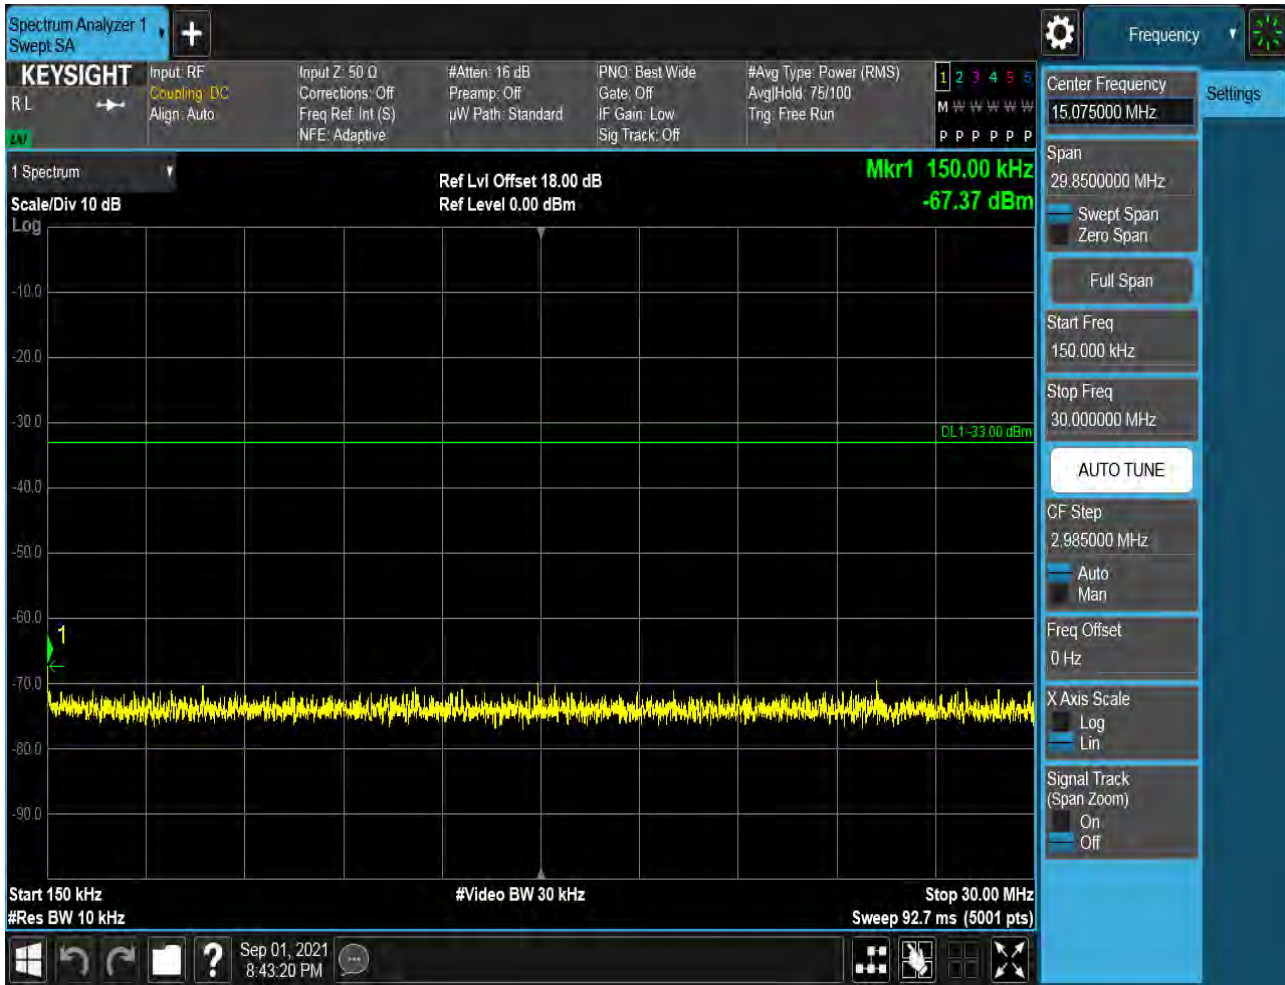 Spectrum Analyzer 1
Swept SA
Frequency
KEYSIGHT
R L
Input: RF
Coupling: DC
Align: Auto
Input Z: 50 Ω
Corrections: Off
Freq Ref: Int (S)
NFE: Adaptive
#Atten: 16 dB
Preamp: Off
µW Path: Standard
PNO: Best Wide
Gate: Off
IF Gain: Low
Sig Track: Off
#Avg Type: Power (RMS)
Avg|Hold: 75/100
Trig: Free Run
1 2 3 4 5 6
M W W W W W
P P P P P P
1 Spectrum
Scale/Div 10 dB
Log
Ref Lvl Offset 18.00 dB
Ref Level 0.00 dBm
Mkr1 150.00 kHz
-67.37 dBm
-10.0
-20.0
-30.0
DL1 -33.00 dBm
-40.0
-50.0
-60.0
1
-70.0
-80.0
-90.0
Start 150 kHz
#Res BW 10 kHz
#Video BW 30 kHz
Stop 30.00 MHz
Sweep 92.7 ms (5001 pts)
Center Frequency
15.075000 MHz
Settings
Span
29.8500000 MHz
Swept Span
Zero Span
Full Span
Start Freq
150.000 kHz
Stop Freq
30.000000 MHz
AUTO TUNE
CF Step
2.985000 MHz
Auto
Man
Freq Offset
0 Hz
X Axis Scale
Log
Lin
Signal Track
(Span Zoom)
On
Off
?
Sep 01, 2021
8:43:20 PM